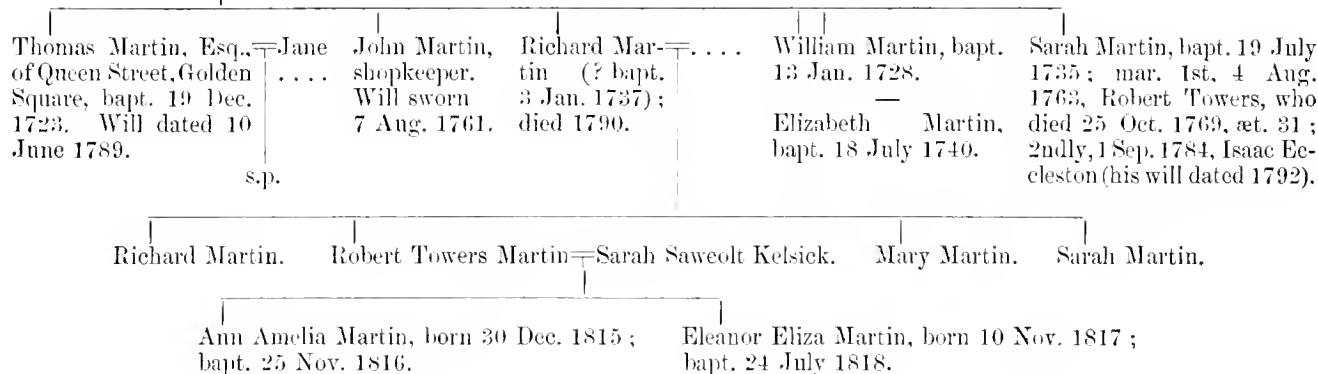 Thomas Martin, Esq.,=Jane
of Queen Street, Golden ....
Square, bapt. 19 Dec.
1723. Will dated 10
June 1789.
s.p.
John Martin,
shopkeeper.
Will sworn
7 Aug. 1761.
Richard Mar-=....
tin (? bapt.
3 Jan. 1737);
died 1790.
William Martin, bapt.
13 Jan. 1728.
—
Elizabeth Martin,
bapt. 18 July 1740.
Sarah Martin, bapt. 19 July
1735; mar. 1st, 4 Aug.
1763, Robert Towers, who
died 25 Oct. 1769, æt. 31;
2ndly, 1 Sep. 1784, Isaac Ec-
cleston (his will dated 1792).
Richard Martin. Robert Towers Martin=Sarah Saweolt Kelsick. Mary Martin. Sarah Martin.
Ann Amelia Martin, born 30 Dec. 1815;
bapt. 25 Nov. 1816.
Eleanor Eliza Martin, born 10 Nov. 1817;
bapt. 24 July 1818.